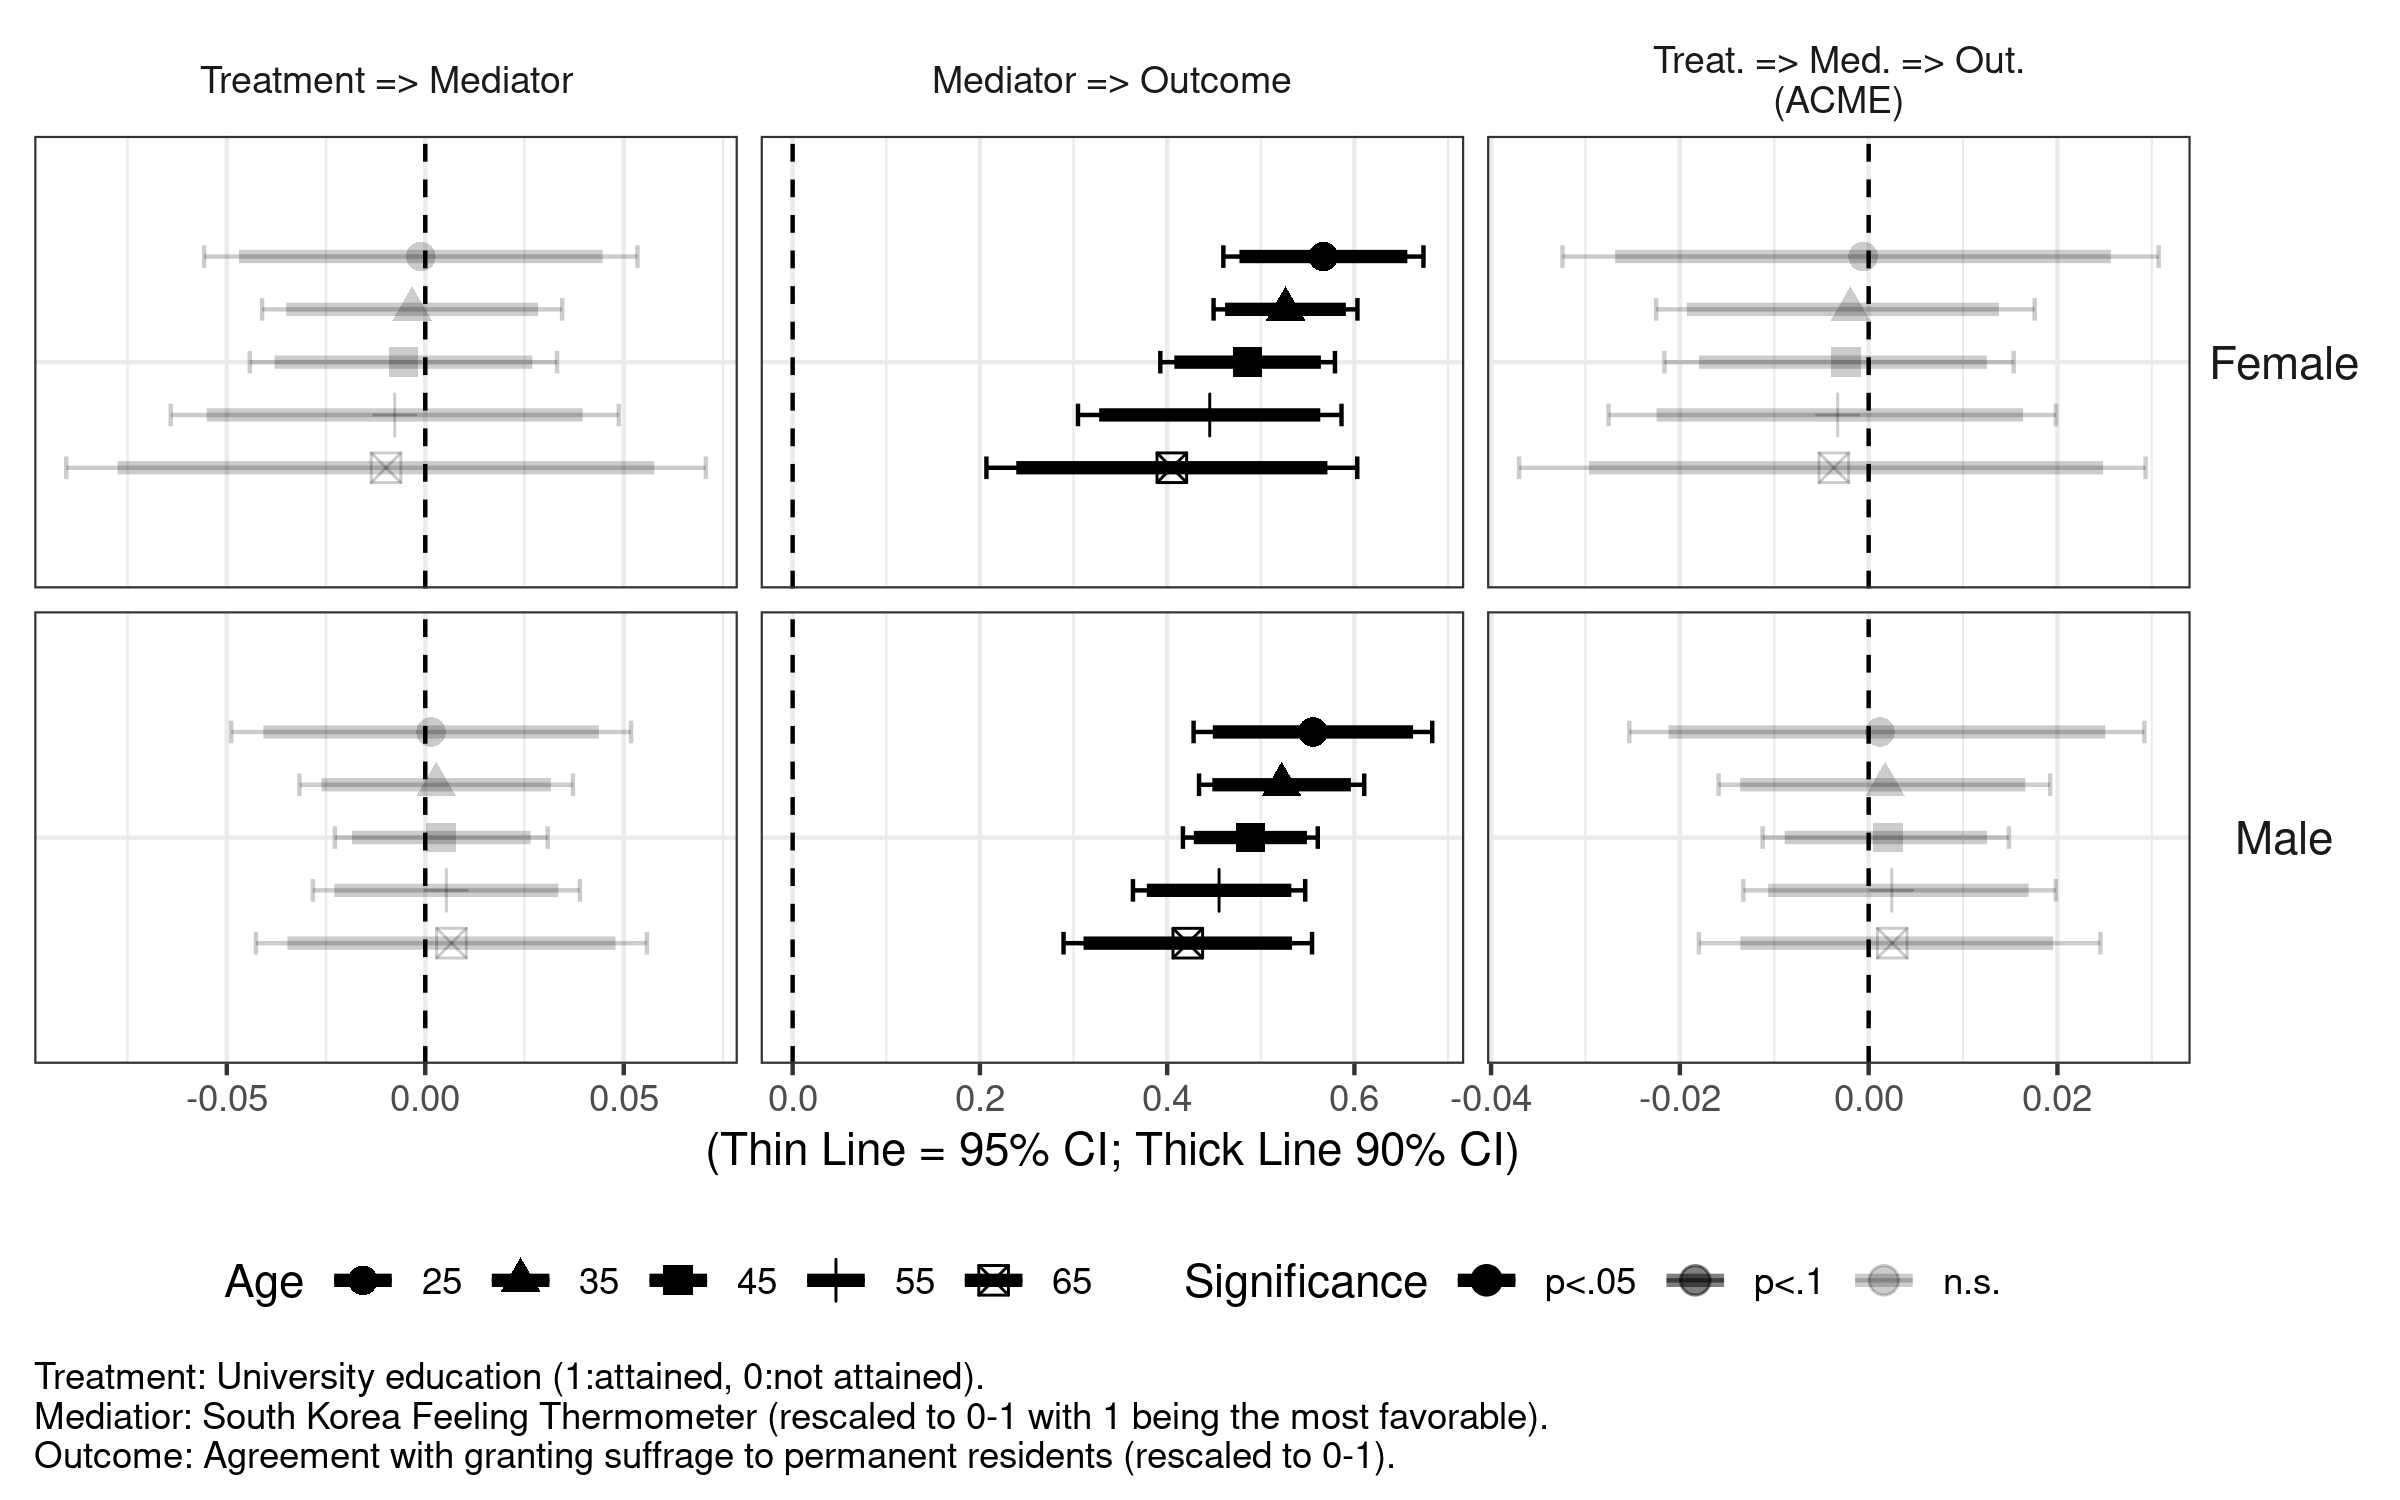 Treatment => Mediator
Mediator => Outcome
Treat. => Med. => Out.
(ACME)
Female
Male
-0.05 0.00 0.05
0.0 0.2 0.4 0.6
-0.04 -0.02 0.00 0.02
(Thin Line = 95% CI; Thick Line 90% CI)
Age 25 35 45 55 65
Significance p<.05 p<.1 n.s.
Treatment: University education (1:attained, 0:not attained).
Mediatior: South Korea Feeling Thermometer (rescaled to 0-1 with 1 being the most favorable).
Outcome: Agreement with granting suffrage to permanent residents (rescaled to 0-1).